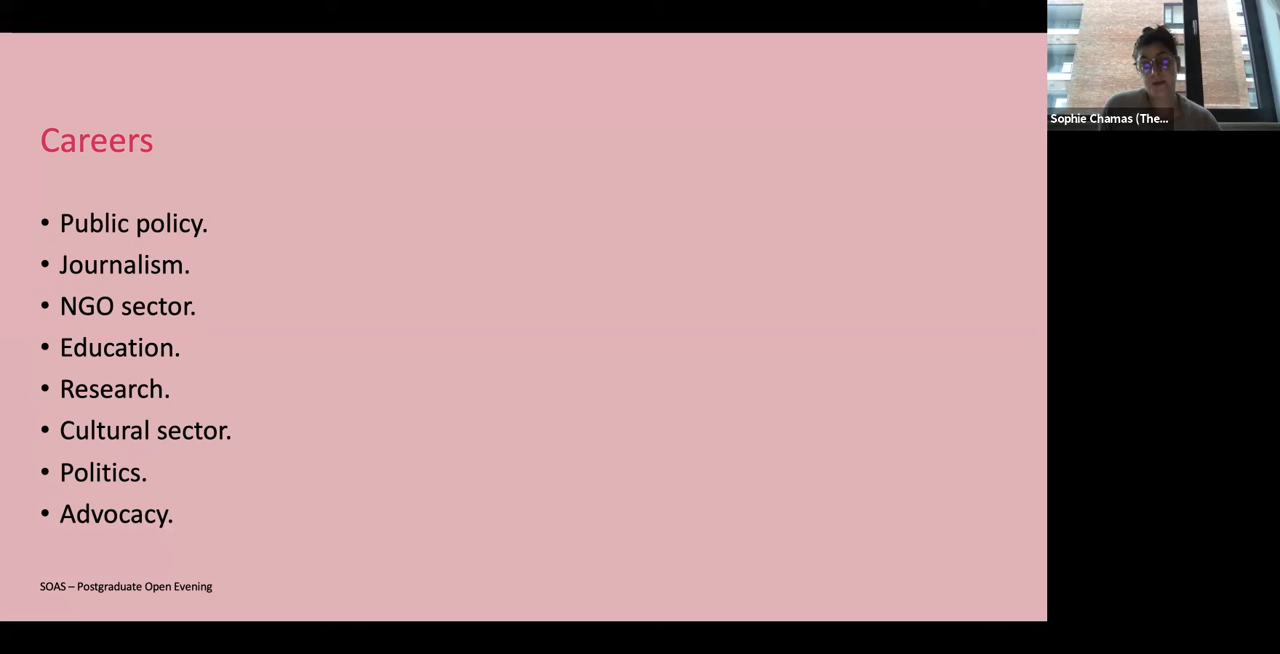 Careers
• Public policy.
• Journalism.
• NGO sector.
• Education.
• Research.
• Cultural sector.
• Politics.
• Advocacy.
SOAS – Postgraduate Open Evening
Sophie Chamas (The...